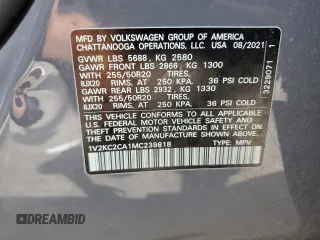 MFD. BY VOLKSWAGEN GROUP OF AMERICA
CHATTANOOGA OPERATIONS, LLC. USA 08/2021
GVWR LBS 5688, KG 2580
GAWR FRONT LBS 2866, KG 1300
WITH 255/50R20 TIRES,
8JX20 RIMS, AT 250 KPA, 36 PSI COLD
GAWR REAR LBS 2932, KG 1330
WITH 255/50R20 TIRES,
8JX20 RIMS, AT 250 KPA, 36 PSI COLD
THIS VEHICLE CONFORMS TO ALL APPLICABLE
FEDERAL MOTOR VEHICLE SAFETY AND
THEFT PREVENTION STANDARDS IN EFFECT ON
THE DATE OF MANUFACTURE SHOWN ABOVE.
1V2KC2CA1MC239818 TYPE: MPV
3229071 1
DREAMBID